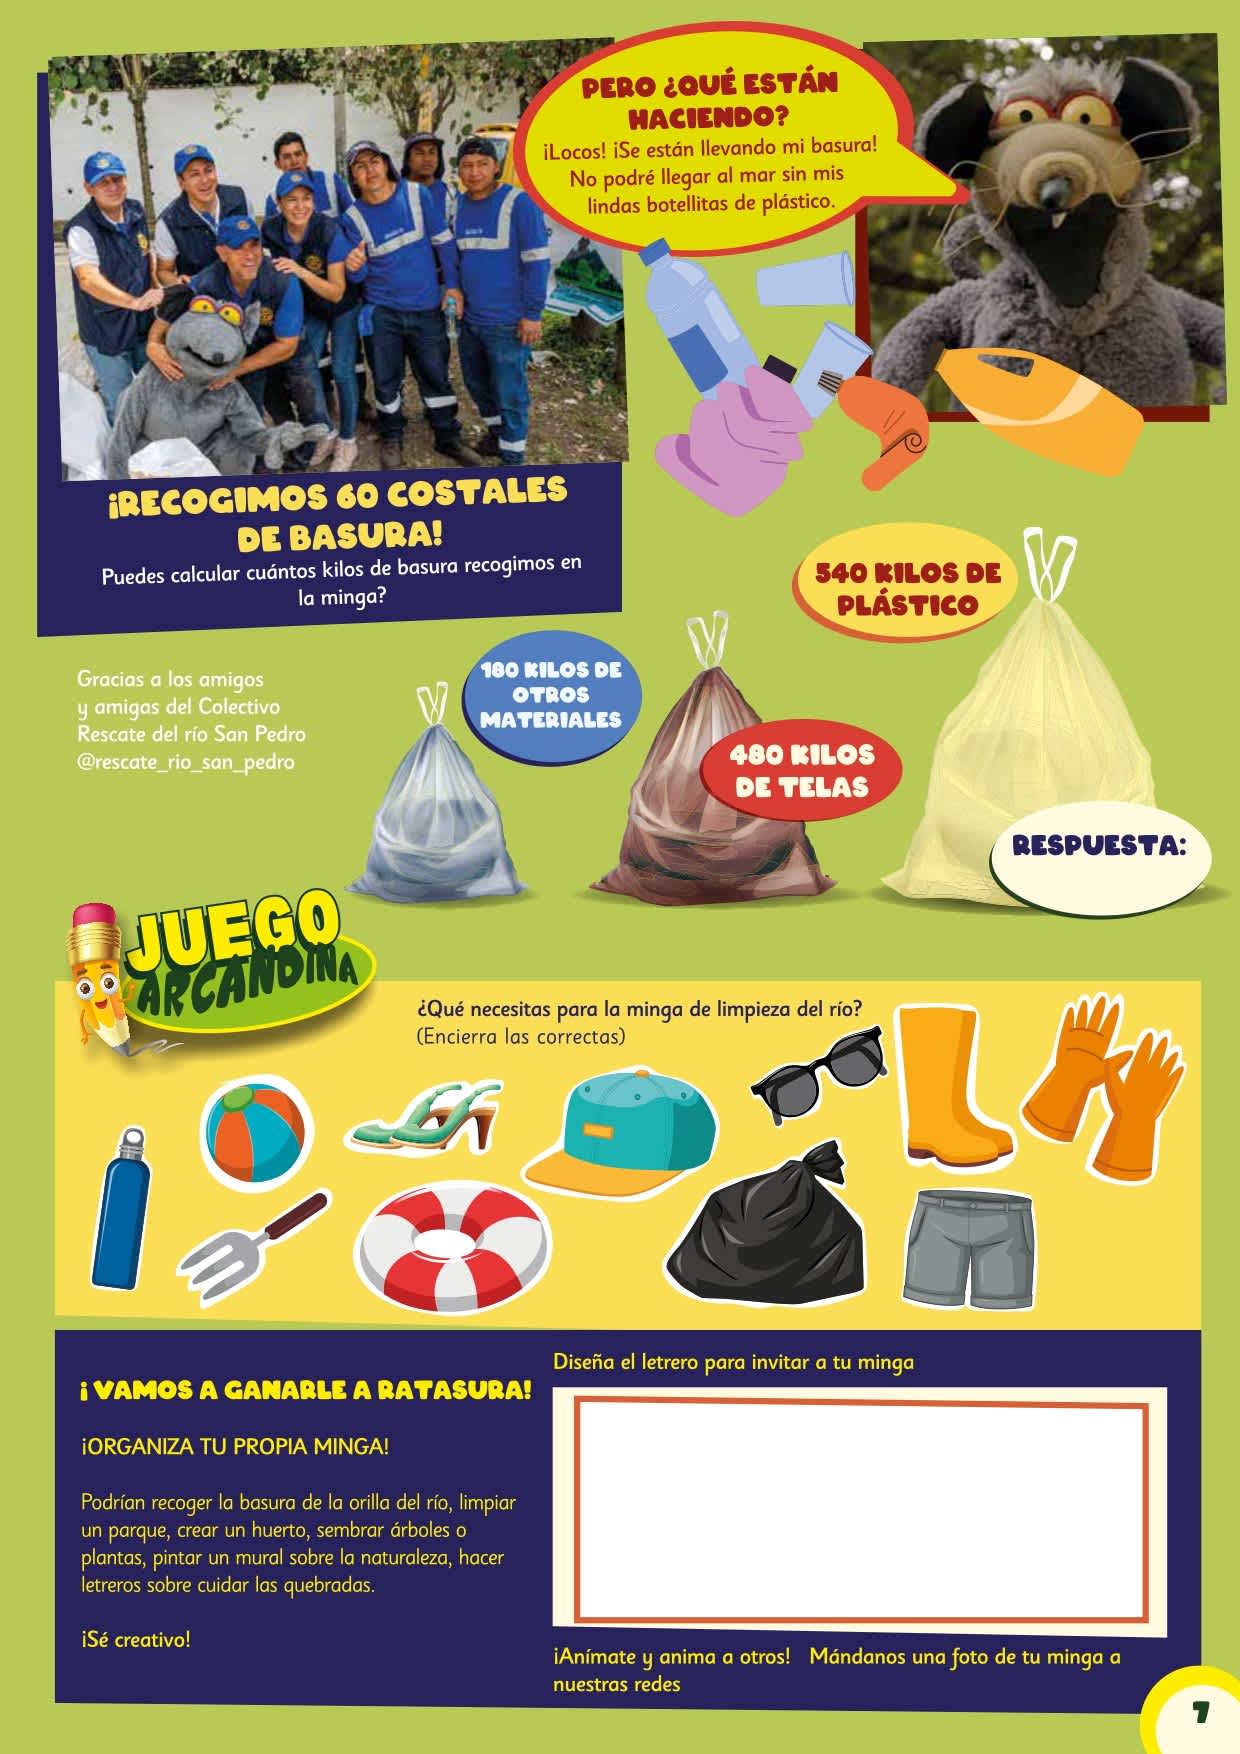 PERO ¿QUÉ ESTÁN
HACIENDO?
¡Locos! ¡Se están llevando mi basura!
No podré llegar al mar sin mis
lindas botellitas de plástico.
¡RECOGIMOS 60 COSTALES
DE BASURA!
Puedes calcular cuántos kilos de basura recogimos en
la minga?
540 KILOS DE
PLÁSTICO
180 KILOS DE
OTROS
MATERIALES
480 KILOS
DE TELAS
RESPUESTA:
Gracias a los amigos
y amigas del Colectivo
Rescate del río San Pedro
@rescate_rio_san_pedro
JUEGO
ARCANDINA
¿Qué necesitas para la minga de limpieza del río?
(Encierra las correctas)
¡VAMOS A GANARLE A RATASURA!
¡ORGANIZA TU PROPIA MINGA!
Podrían recoger la basura de la orilla del río, limpiar
un parque, crear un huerto, sembrar árboles o
plantas, pintar un mural sobre la naturaleza, hacer
letreros sobre cuidar las quebradas.
¡Sé creativo!
Diseña el letrero para invitar a tu minga
¡Anímate y anima a otros! Mándanos una foto de tu minga a
nuestras redes
7